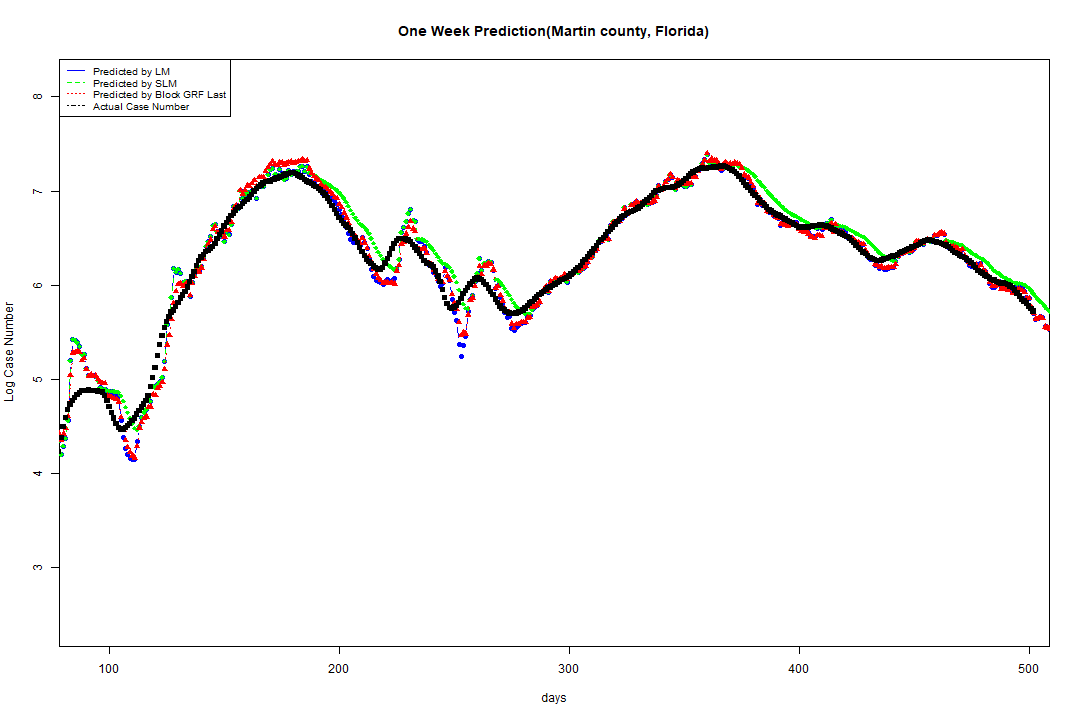 One Week Prediction(Martin county, Florida)
Predicted by LM
Predicted by SLM
Predicted by Block GRF Last
Actual Case Number
8
7
6
5
4
3
Log Case Number
100 200 300 400 500
days